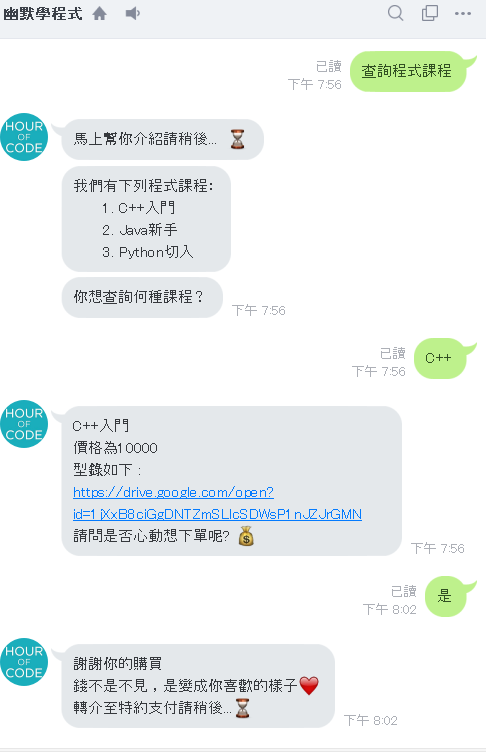 幽默學程式
已讀
下午 7:56
查詢程式課程
HOUR
OF
CODE
馬上幫你介紹請稍後...
我們有下列程式課程:
1. C++入門
2. Java新手
3. Python切入
你想查詢何種課程？
下午 7:56
已讀
下午 7:56
C++
HOUR
OF
CODE
C++入門
價格為10000
型錄如下：
https://drive.google.com/open?
id=1jXxB8ciGgDNTZmSLlcSDWsP1nJZJrGMN
請問是否心動想下單呢?
下午 7:56
已讀
下午 8:02
是
HOUR
OF
CODE
謝謝你的購買
錢不是不見，是變成你喜歡的樣子
轉介至特約支付請稍後...
下午 8:02